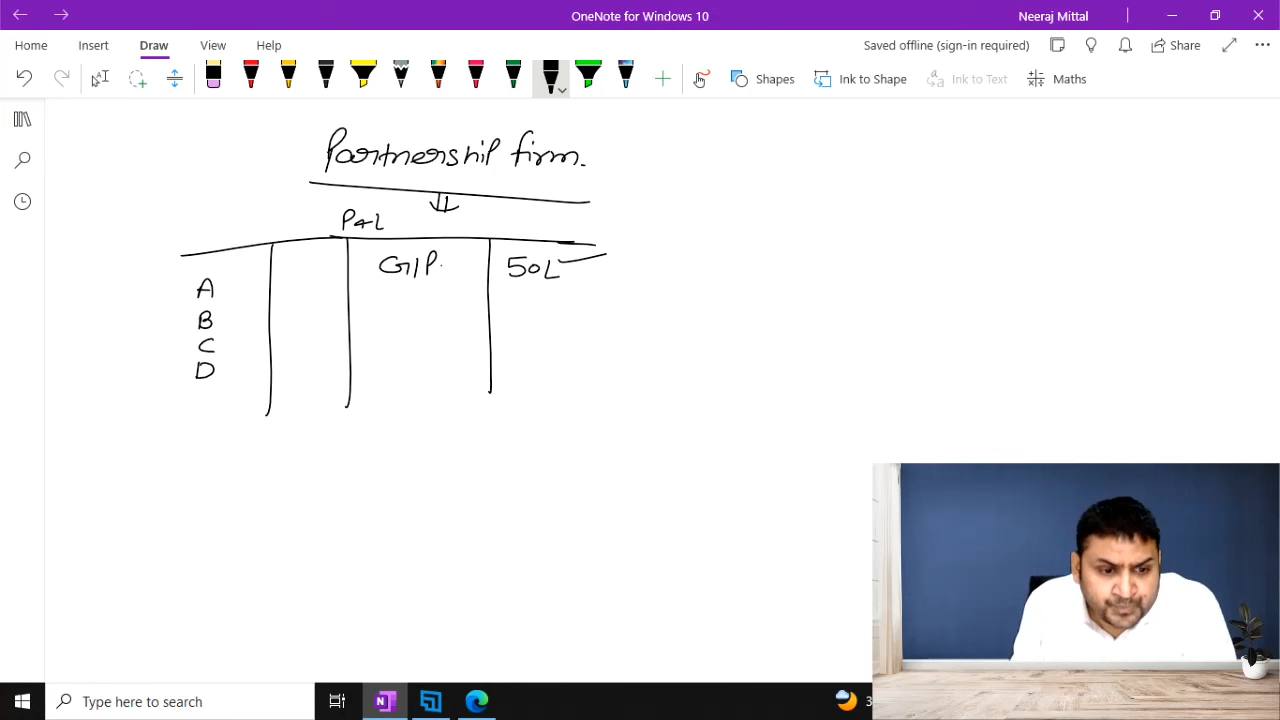 OneNote for Windows 10
Neeraj Mittal
Home Insert Draw View Help
Saved offline (sign-in required)
Share
Shapes
Ink to Shape
Ink to Text
Maths
Partnership firm.
P&L
G/P. 50L
A
B
C
D
Type here to search
3